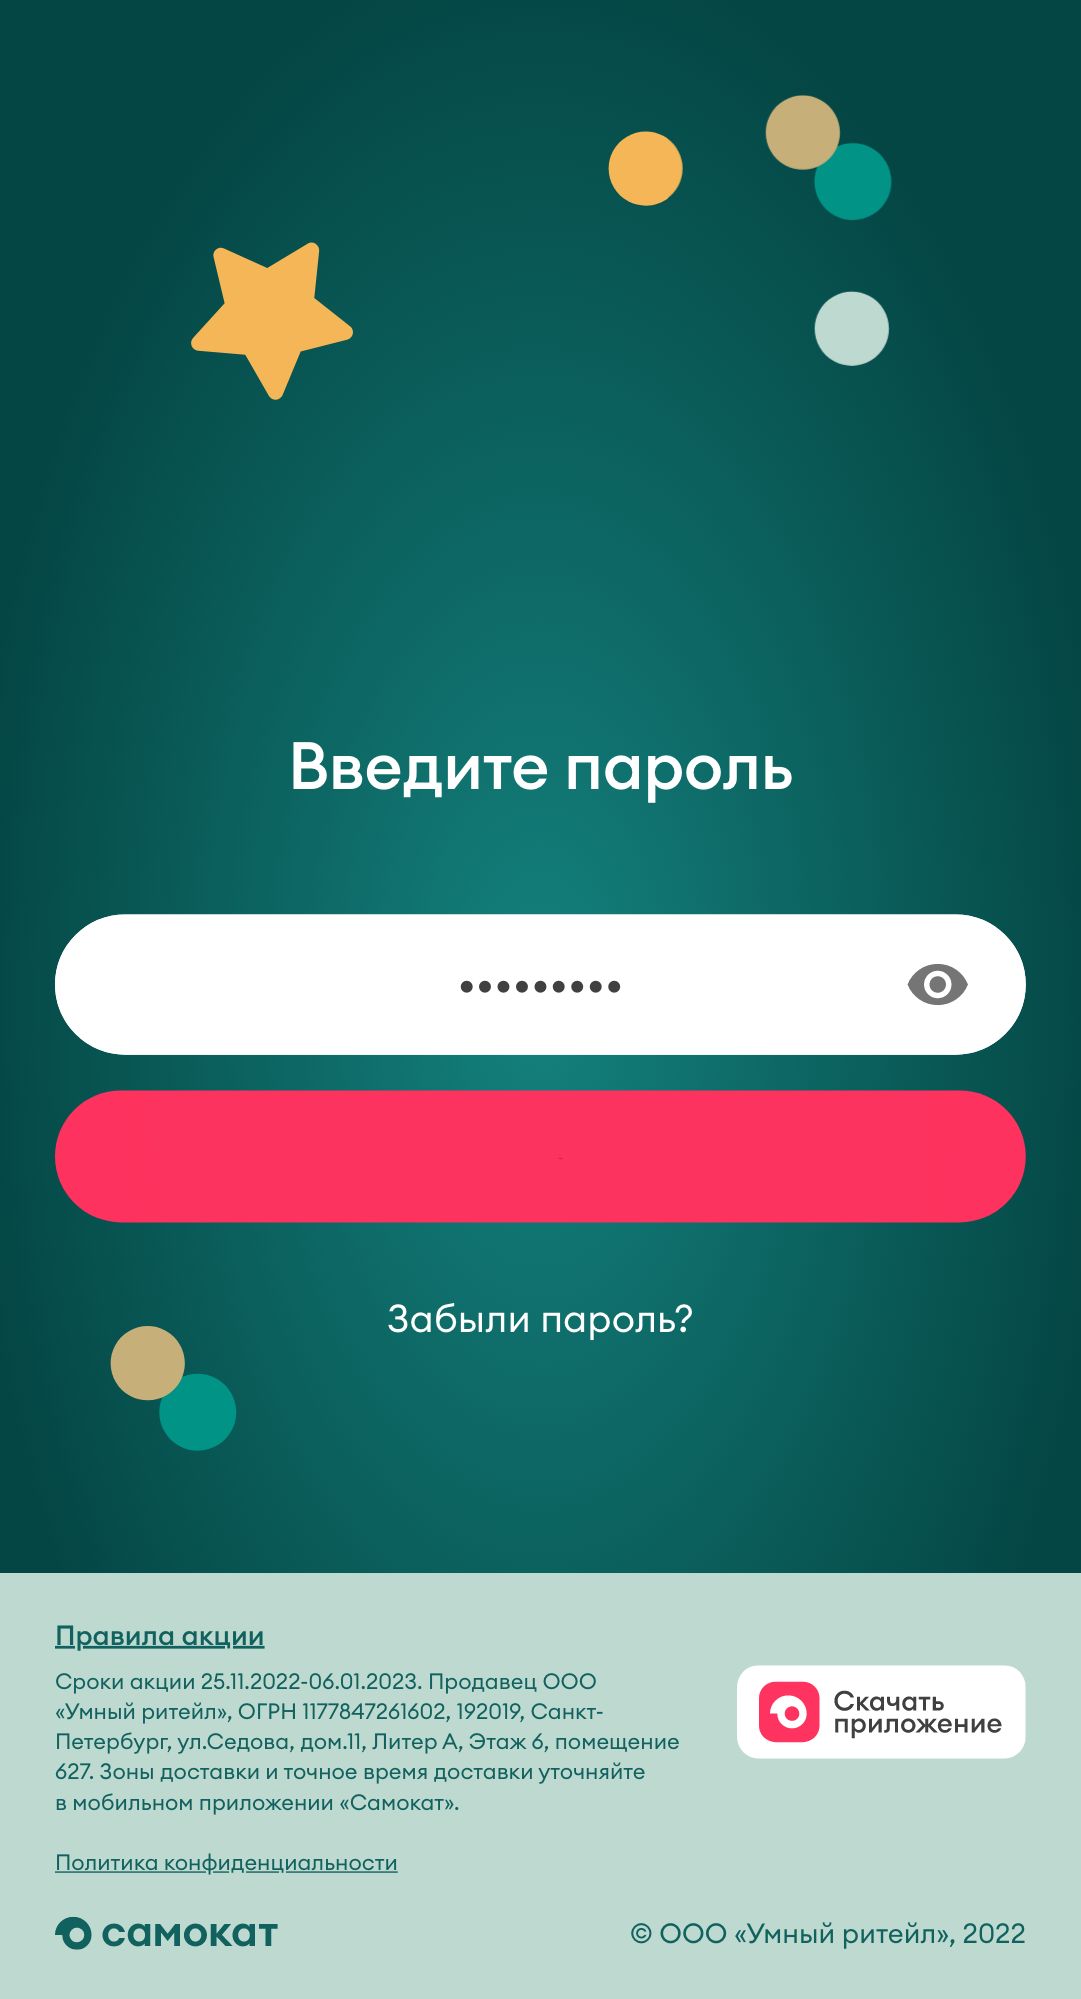 Введите пароль
•••••••••
Забыли пароль?
Правила акции
Сроки акции 25.11.2022-06.01.2023. Продавец ООО
«Умный ритейл», ОГРН 1177847261602, 192019, Санкт-
Петербург, ул.Седова, дом.11, Литер А, Этаж 6, помещение
627. Зоны доставки и точное время доставки уточняйте
в мобильном приложении «Самокат».
Скачать
приложение
Политика конфиденциальности
самокат
© ООО «Умный ритейл», 2022